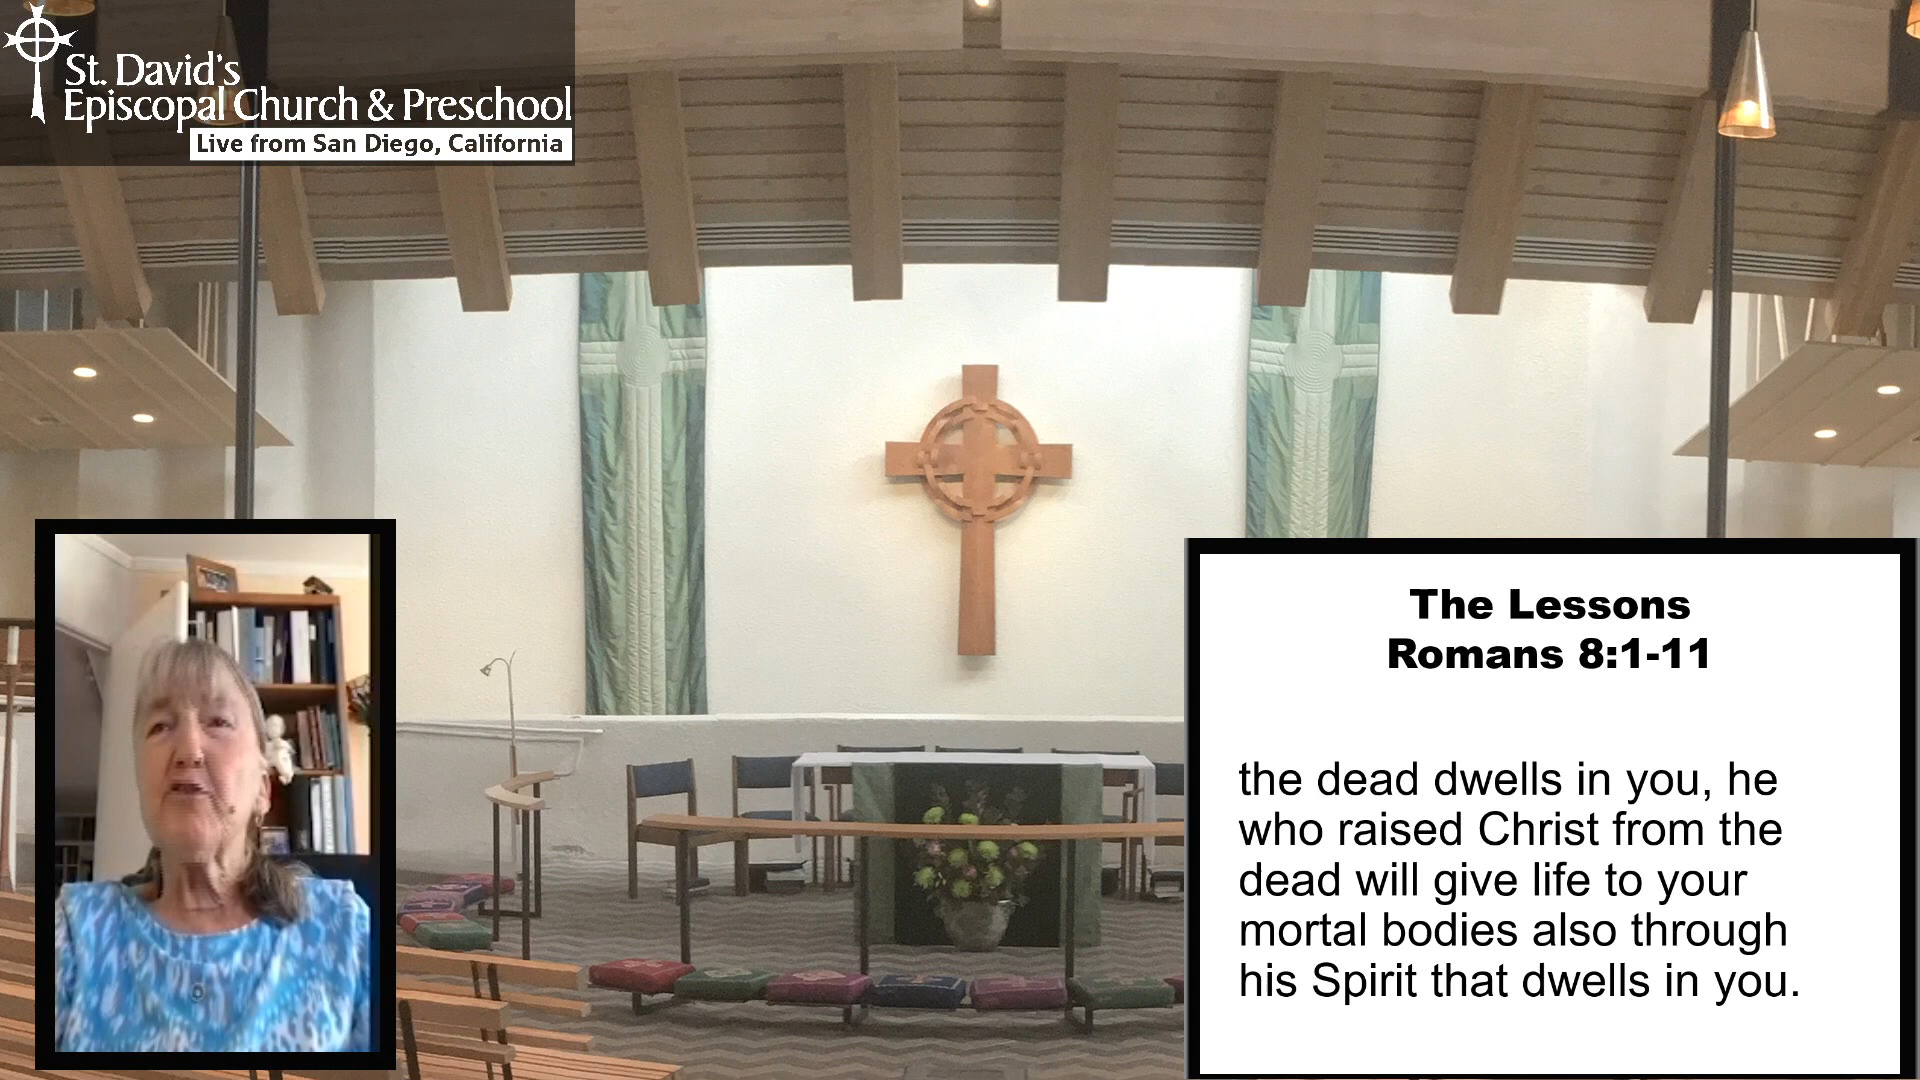 St. David's
Episcopal Church & Preschool
Live from San Diego, California
The Lessons
Romans 8:1-11
the dead dwells in you, he
who raised Christ from the
dead will give life to your
mortal bodies also through
his Spirit that dwells in you.